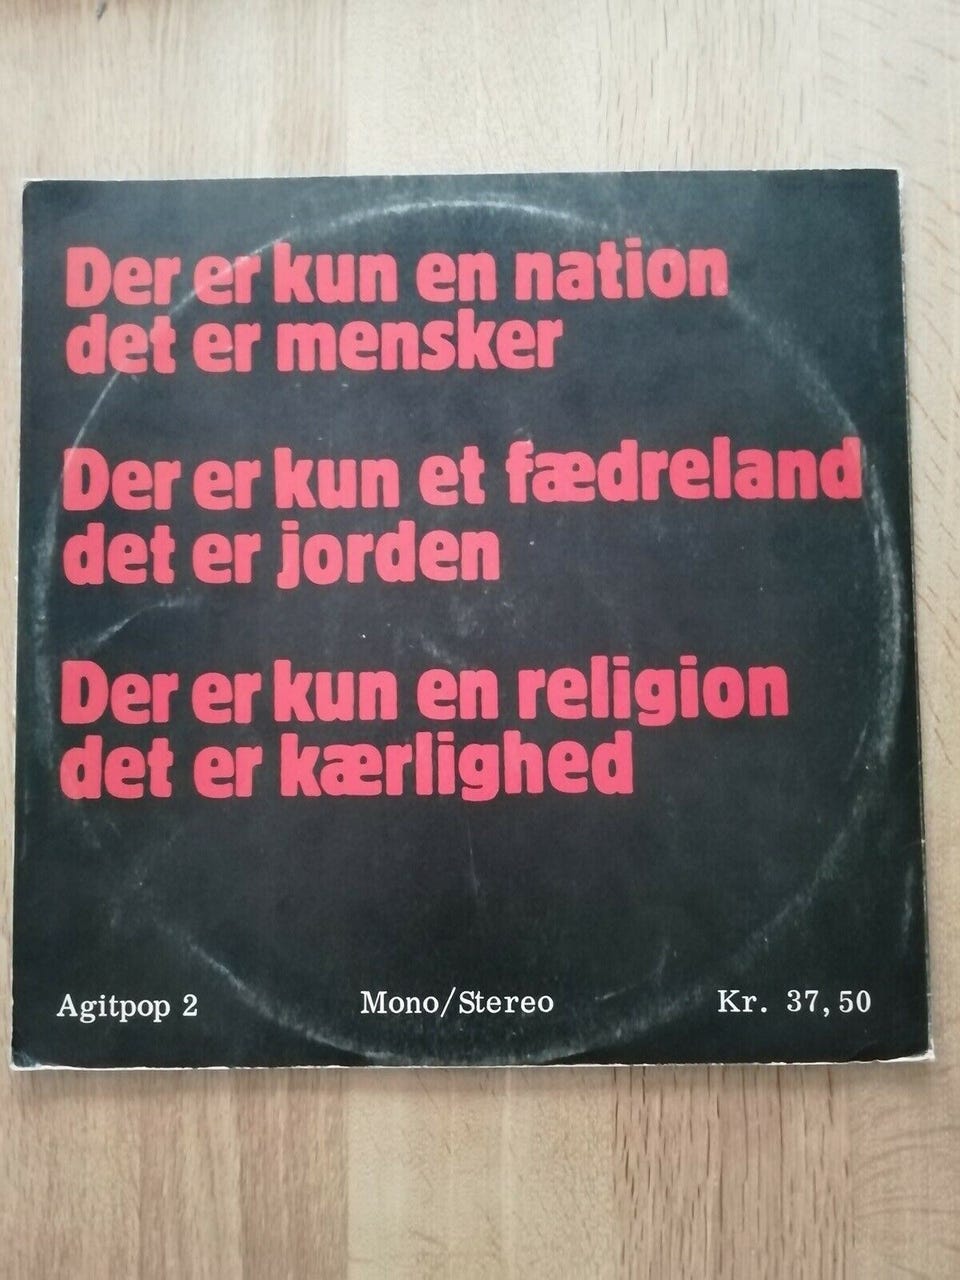 Der er kun en nation
det er mensker
Der er kun et fædreland
det er jorden
Der er kun en religion
det er kærlighed
Agitpop 2 Mono/Stereo Kr. 37,50